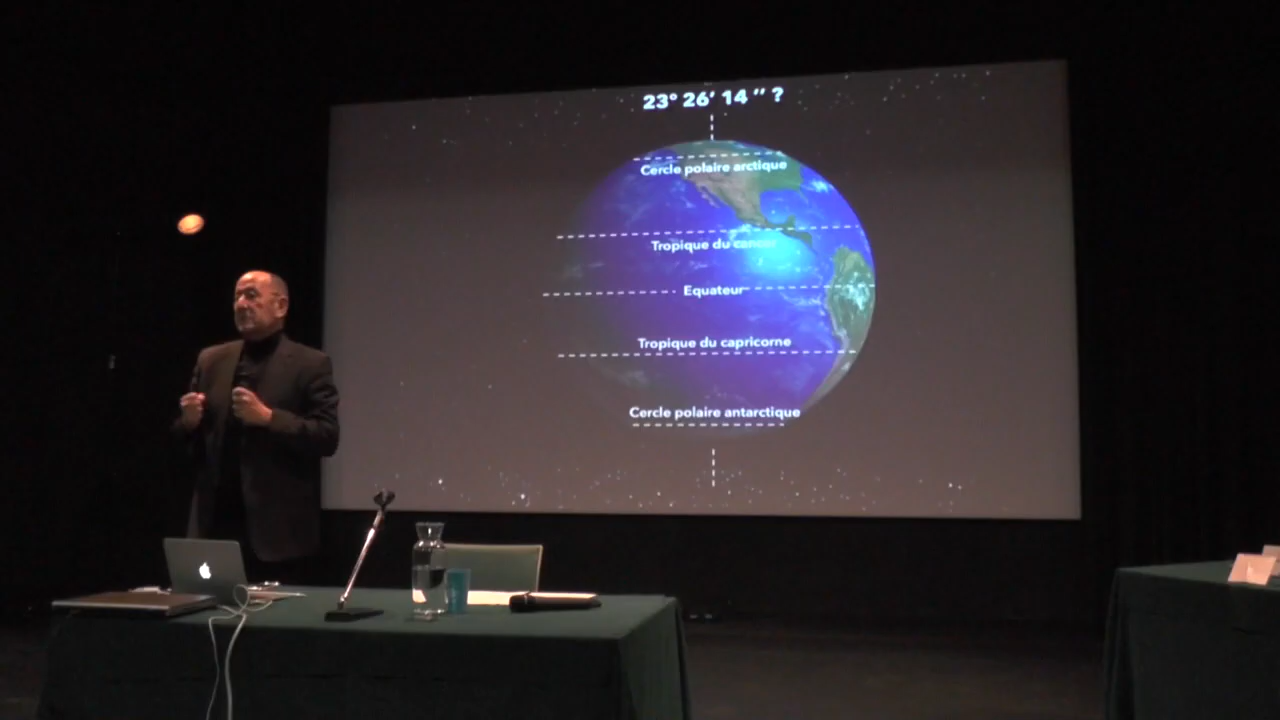 23° 26’ 14 ’’ ?
Cercle polaire arctique
Tropique du cancer
Equateur
Tropique du capricorne
Cercle polaire antarctique